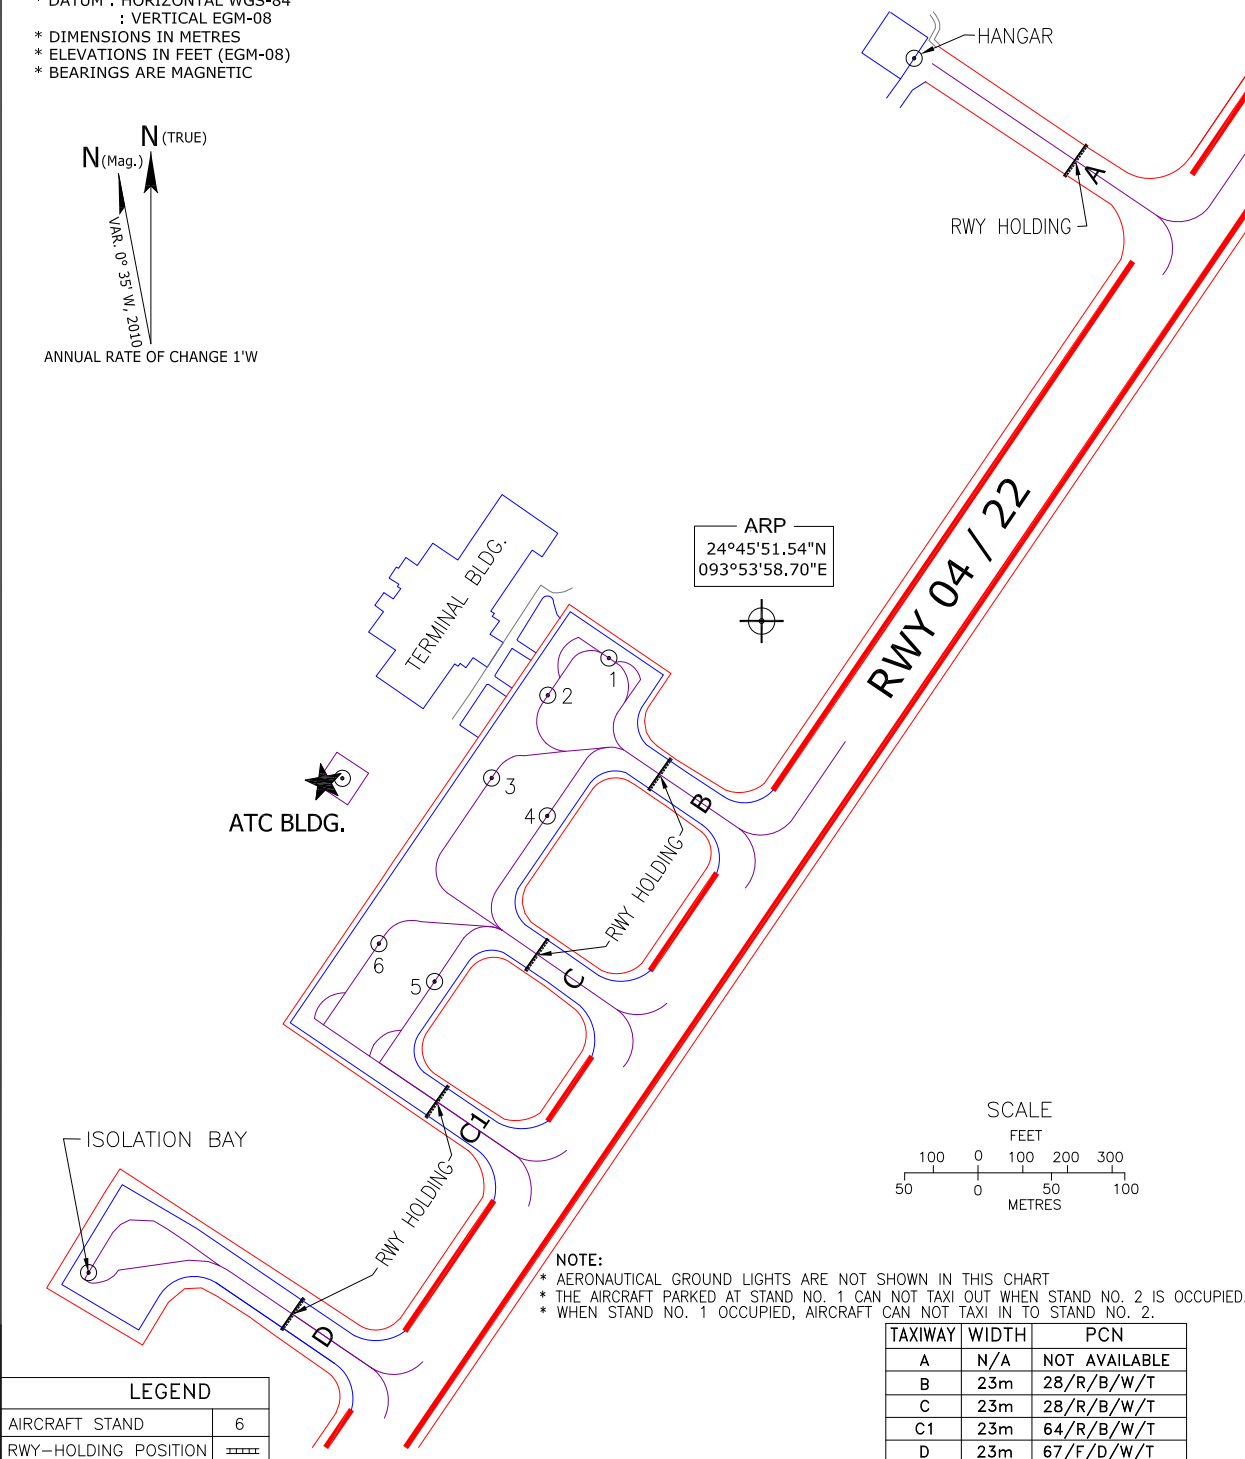 * DATUM : HORIZONTAL WGS-84
: VERTICAL EGM-08
* DIMENSIONS IN METRES
* ELEVATIONS IN FEET (EGM-08)
* BEARINGS ARE MAGNETIC
N (TRUE)
N (Mag.)
VAR. 0° 35' W, 2010
ANNUAL RATE OF CHANGE 1'W
HANGAR
A
RWY HOLDING
RWY 04 / 22
ARP
24°45'51.54"N
093°53'58.70"E
TERMINAL BLDG.
1
2
3
4
ATC BLDG.
B
RWY HOLDING
6
5
C
C1
ISOLATION BAY
RWY HOLDING
D
SCALE
FEET
100 0 100 200 300
50 0 50 100
METRES
NOTE:
* AERONAUTICAL GROUND LIGHTS ARE NOT SHOWN IN THIS CHART
* THE AIRCRAFT PARKED AT STAND NO. 1 CAN NOT TAXI OUT WHEN STAND NO. 2 IS OCCUPIED.
* WHEN STAND NO. 1 OCCUPIED, AIRCRAFT CAN NOT TAXI IN TO STAND NO. 2.
TAXIWAY WIDTH PCN
A N/A NOT AVAILABLE
B 23m 28/R/B/W/T
C 23m 28/R/B/W/T
C1 23m 64/R/B/W/T
D 23m 67/F/D/W/T
LEGEND
AIRCRAFT STAND 6
RWY-HOLDING POSITION